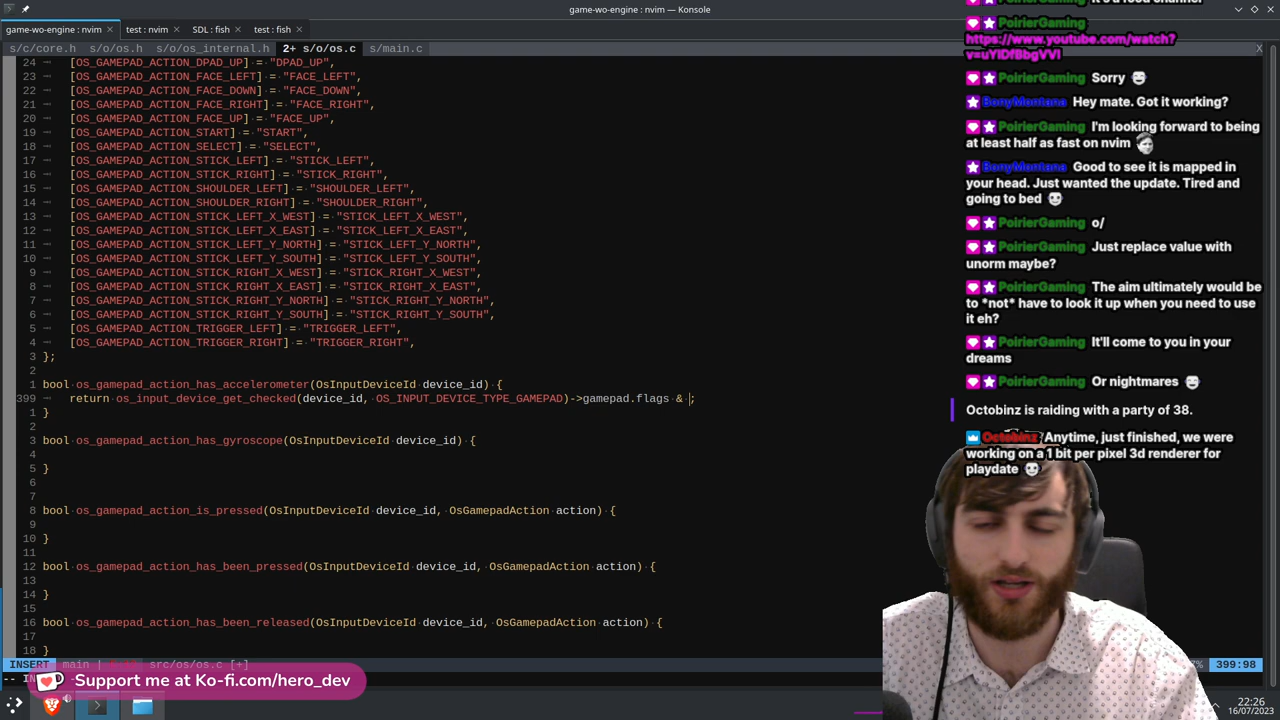 game-wo-engine : nvim — Konsole
game-wo-engine : nvim
test : nvim
SDL : fish
test : fish
s/c/core.h s/o/os.h s/o/os_internal.h 2+ s/o/os.c s/main.c X
24 [OS_GAMEPAD_ACTION_DPAD_UP] = "DPAD_UP",
23 [OS_GAMEPAD_ACTION_FACE_LEFT] = "FACE_LEFT",
22 [OS_GAMEPAD_ACTION_FACE_DOWN] = "FACE_DOWN",
21 [OS_GAMEPAD_ACTION_FACE_RIGHT] = "FACE_RIGHT",
20 [OS_GAMEPAD_ACTION_FACE_UP] = "FACE_UP",
19 [OS_GAMEPAD_ACTION_START] = "START",
18 [OS_GAMEPAD_ACTION_SELECT] = "SELECT",
17 [OS_GAMEPAD_ACTION_STICK_LEFT] = "STICK_LEFT",
16 [OS_GAMEPAD_ACTION_STICK_RIGHT] = "STICK_RIGHT",
15 [OS_GAMEPAD_ACTION_SHOULDER_LEFT] = "SHOULDER_LEFT",
14 [OS_GAMEPAD_ACTION_SHOULDER_RIGHT] = "SHOULDER_RIGHT",
13 [OS_GAMEPAD_ACTION_STICK_LEFT_X_WEST] = "STICK_LEFT_X_WEST",
12 [OS_GAMEPAD_ACTION_STICK_LEFT_X_EAST] = "STICK_LEFT_X_EAST",
11 [OS_GAMEPAD_ACTION_STICK_LEFT_Y_NORTH] = "STICK_LEFT_Y_NORTH",
10 [OS_GAMEPAD_ACTION_STICK_LEFT_Y_SOUTH] = "STICK_LEFT_Y_SOUTH",
9 [OS_GAMEPAD_ACTION_STICK_RIGHT_X_WEST] = "STICK_RIGHT_X_WEST",
8 [OS_GAMEPAD_ACTION_STICK_RIGHT_X_EAST] = "STICK_RIGHT_X_EAST",
7 [OS_GAMEPAD_ACTION_STICK_RIGHT_Y_NORTH] = "STICK_RIGHT_Y_NORTH",
6 [OS_GAMEPAD_ACTION_STICK_RIGHT_Y_SOUTH] = "STICK_RIGHT_Y_SOUTH",
5 [OS_GAMEPAD_ACTION_TRIGGER_LEFT] = "TRIGGER_LEFT",
4 [OS_GAMEPAD_ACTION_TRIGGER_RIGHT] = "TRIGGER_RIGHT",
3 };
2
1 bool os_gamepad_action_has_accelerometer(OsInputDeviceId device_id) {
399 return os_input_device_get_checked(device_id, OS_INPUT_DEVICE_TYPE_GAMEPAD)->gamepad.flags & ;
1 }
2
3 bool os_gamepad_action_has_gyroscope(OsInputDeviceId device_id) {
4
5 }
6
7
8 bool os_gamepad_action_is_pressed(OsInputDeviceId device_id, OsGamepadAction action) {
9
10 }
11
12 bool os_gamepad_action_has_been_pressed(OsInputDeviceId device_id, OsGamepadAction action) {
13
14 }
15
16 bool os_gamepad_action_has_been_released(OsInputDeviceId device_id, OsGamepadAction action) {
17
18 }
INSERT main | src/os/os.c [+] 399:98
Support me at Ko-fi.com/hero_dev
22:26
16/07/2023
PoirierGaming
https://www.youtube.com/watch?
v=uYlDfBbgVVI
PoirierGaming Sorry
BonyMontana Hey mate. Got it working?
PoirierGaming I'm looking forward to being
at least half as fast on nvim
BonyMontana Good to see it is mapped in
your head. Just wanted the update. Tired and
going to bed
PoirierGaming o/
PoirierGaming Just replace value with
unorm maybe?
PoirierGaming The aim ultimately would be
to *not* have to look it up when you need to use
it eh?
PoirierGaming It'll come to you in your
dreams
PoirierGaming Or nightmares
Octobinz is raiding with a party of 38.
Octobinz Anytime, just finished, we were
working on a 1 bit per pixel 3d renderer for
playdate